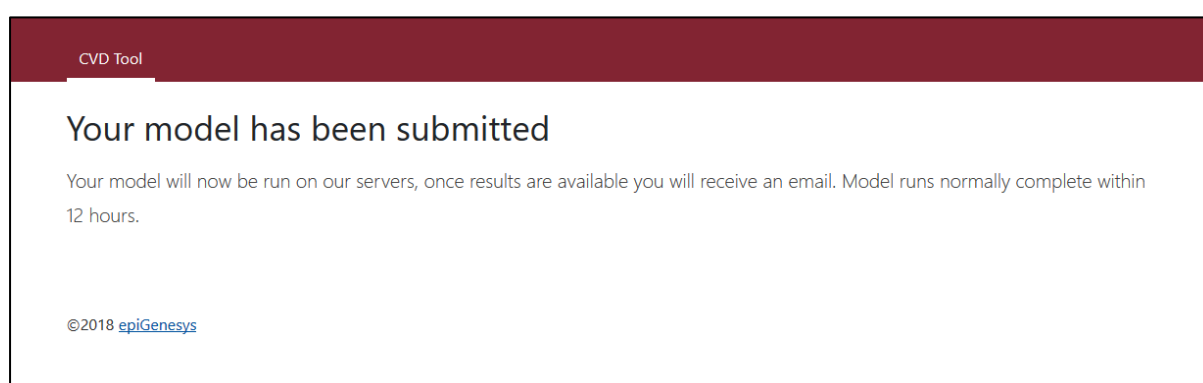 CVD Tool
Your model has been submitted
Your model will now be run on our servers, once results are available you will receive an email. Model runs normally complete within
12 hours.
©2018 epiGenesys